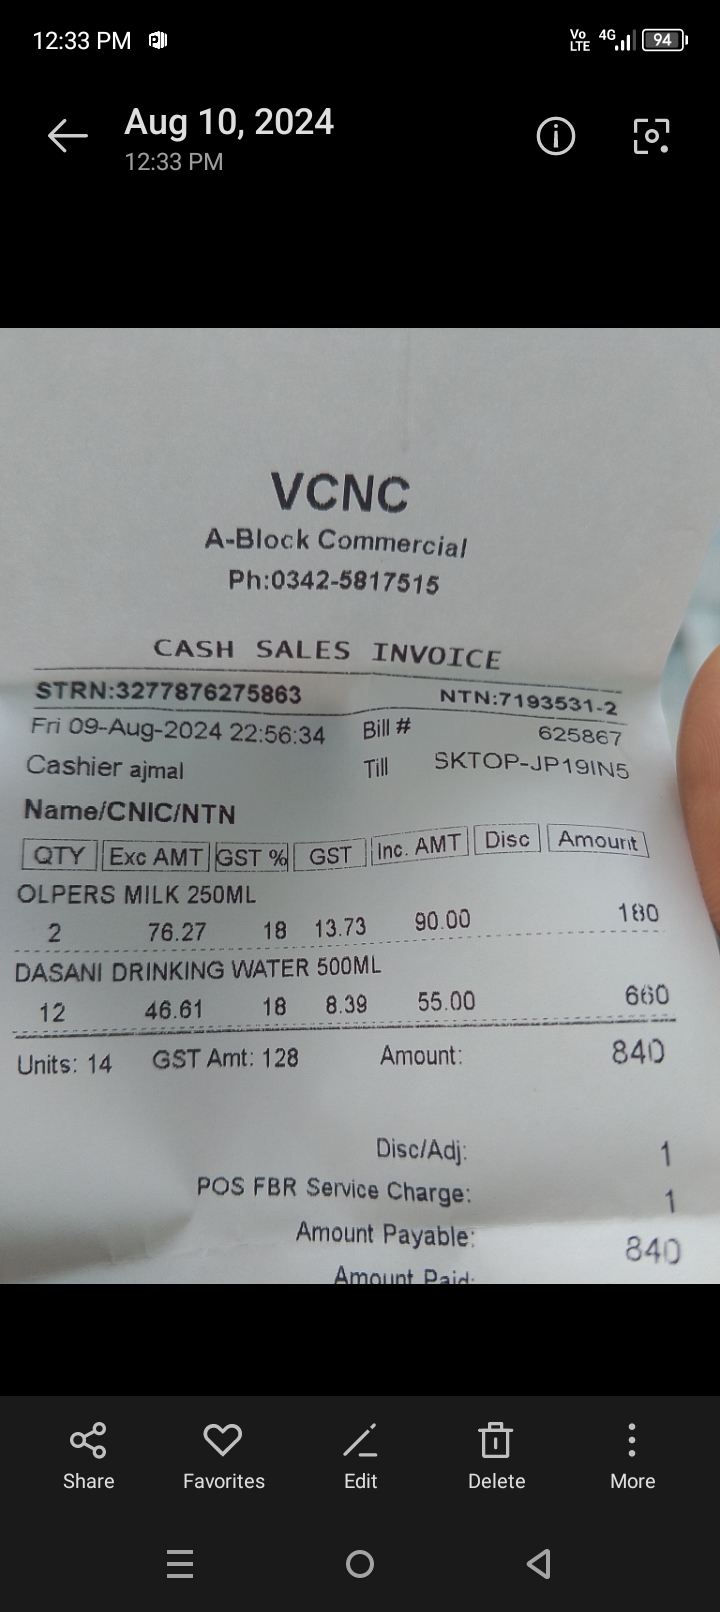 12:33 PM
Vo LTE 4G 94
Aug 10, 2024
12:33 PM
VCNC
A-Block Commercial
Ph:0342-5817515
CASH SALES INVOICE
STRN:3277876275863 NTN:7193531-2
Fri 09-Aug-2024 22:56:34 Bill # 625867
Cashier ajmal Till SKTOP-JP19IN5
Name/CNIC/NTN
QTY Exc AMT GST % GST Inc. AMT Disc Amount
OLPERS MILK 250ML
2 76.27 18 13.73 90.00 180
DASANI DRINKING WATER 500ML
12 46.61 18 8.39 55.00 660
Units: 14 GST Amt: 128 Amount: 840
Disc/Adj: 1
POS FBR Service Charge: 1
Amount Payable: 840
Amount Paid:
Share Favorites Edit Delete More